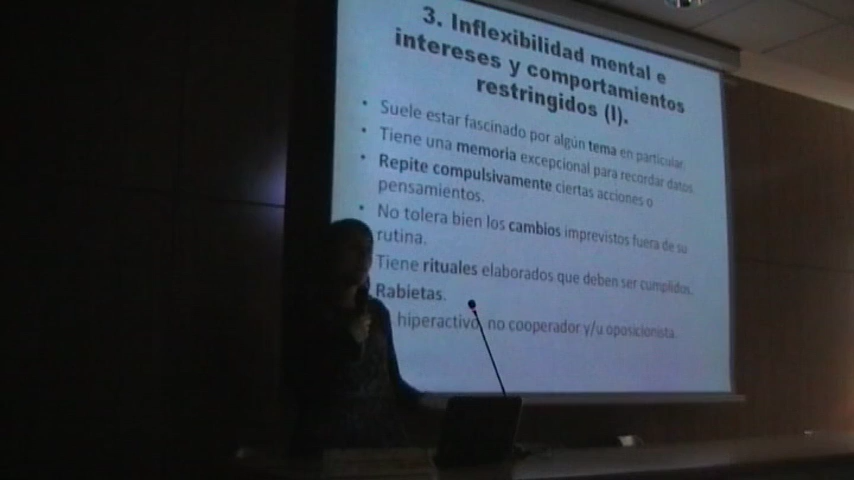 3. Inflexibilidad mental e
intereses y comportamientos
restringidos (I).
• Suele estar fascinado por algún tema en particular.
• Tiene una memoria excepcional para recordar datos
• Repite compulsivamente ciertas acciones o
pensamientos.
• No tolera bien los cambios imprevistos fuera de su
rutina.
Tiene rituales elaborados que deben ser cumplidos.
Rabietas.
hiperactivo, no cooperador y/u oposicionista.